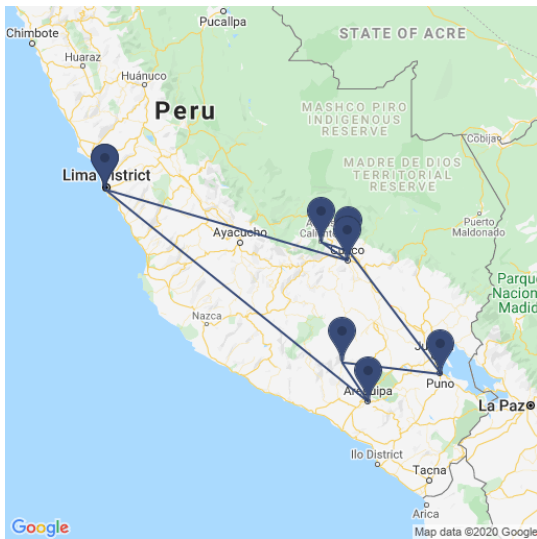 Pucallpa
Chimbote
STATE OF ACRE
Huaraz
Huánuco
Peru
MASHCO PIRO
INDIGENOUS
RESERVE
Cobija
MADRE DE DIOS
TERRITORIAL
RESERVE
Lima District
Puerto
Maldonado
Ayacucho
Cusco
Parque
Nacional
Madidi
Nazca
Puno
Arequipa
La Paz
Ilo District
Tacna
Arica
Google
Map data ©2020 Google